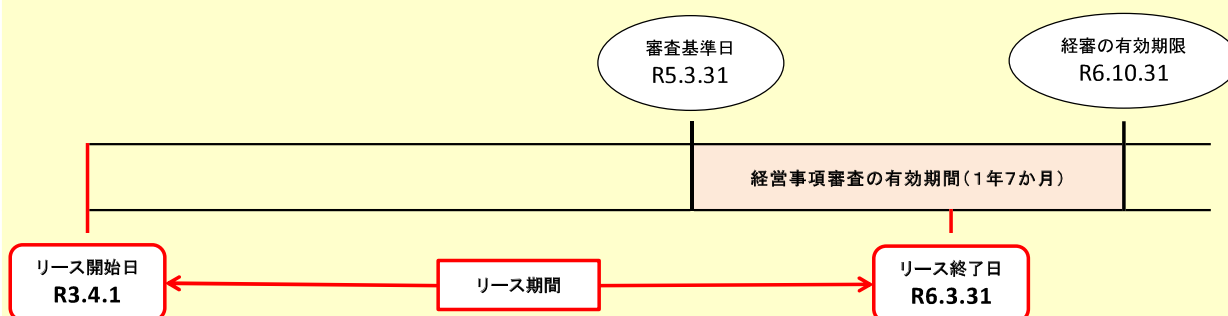 審査基準日
R5.3.31
経審の有効期限
R6.10.31
経営事項審査の有効期間(1年7か月)
リース開始日
R3.4.1
リース期間
リース終了日
R6.3.31